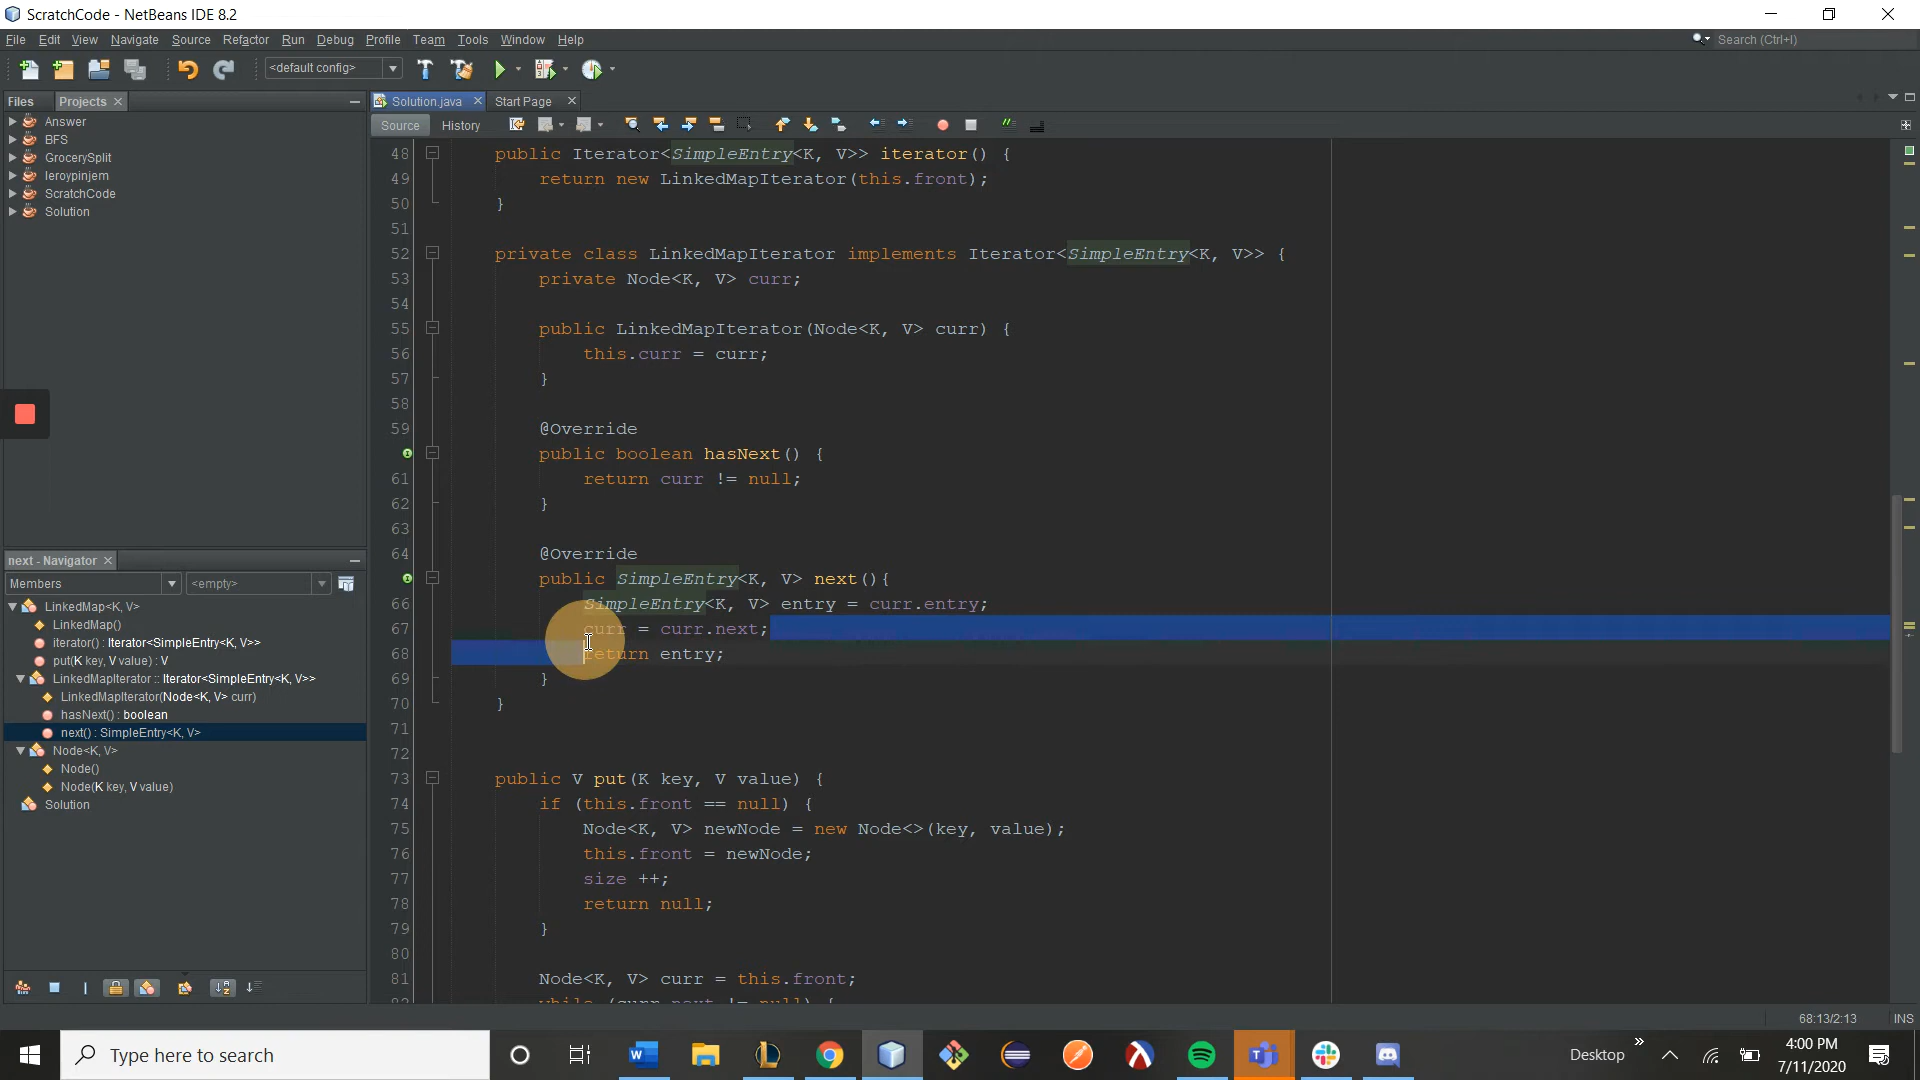 ScratchCode - NetBeans IDE 8.2
File Edit View Navigate Source Refactor Run Debug Profile Team Tools Window Help
Search (Ctrl+I)
<default config>
Files Projects
Solution.java Start Page
Answer
BFS
GrocerySplit
leroypinjem
ScratchCode
Solution
Source History
48 public Iterator<SimpleEntry<K, V>> iterator() {
49 return new LinkedMapIterator(this.front);
50 }
51
52 private class LinkedMapIterator implements Iterator<SimpleEntry<K, V>> {
53 private Node<K, V> curr;
54
55 public LinkedMapIterator(Node<K, V> curr) {
56 this.curr = curr;
57 }
58
59 @Override
public boolean hasNext() {
61 return curr != null;
62 }
63
64 @Override
public SimpleEntry<K, V> next(){
66 SimpleEntry<K, V> entry = curr.entry;
67 curr = curr.next;
68 return entry;
69 }
70 }
71
72
73 public V put(K key, V value) {
74 if (this.front == null) {
75 Node<K, V> newNode = new Node<>(key, value);
76 this.front = newNode;
77 size ++;
78 return null;
79 }
80
81 Node<K, V> curr = this.front;
82 while (curr.next != null) {
next - Navigator
Members <empty>
LinkedMap<K, V>
LinkedMap()
iterator() : Iterator<SimpleEntry<K, V>>
put(K key, V value) : V
LinkedMapIterator :: Iterator<SimpleEntry<K, V>>
LinkedMapIterator(Node<K, V> curr)
hasNext() : boolean
next() : SimpleEntry<K, V>
Node<K, V>
Node()
Node(K key, V value)
Solution
68:13/2:13 INS
Type here to search
Desktop
4:00 PM
7/11/2020